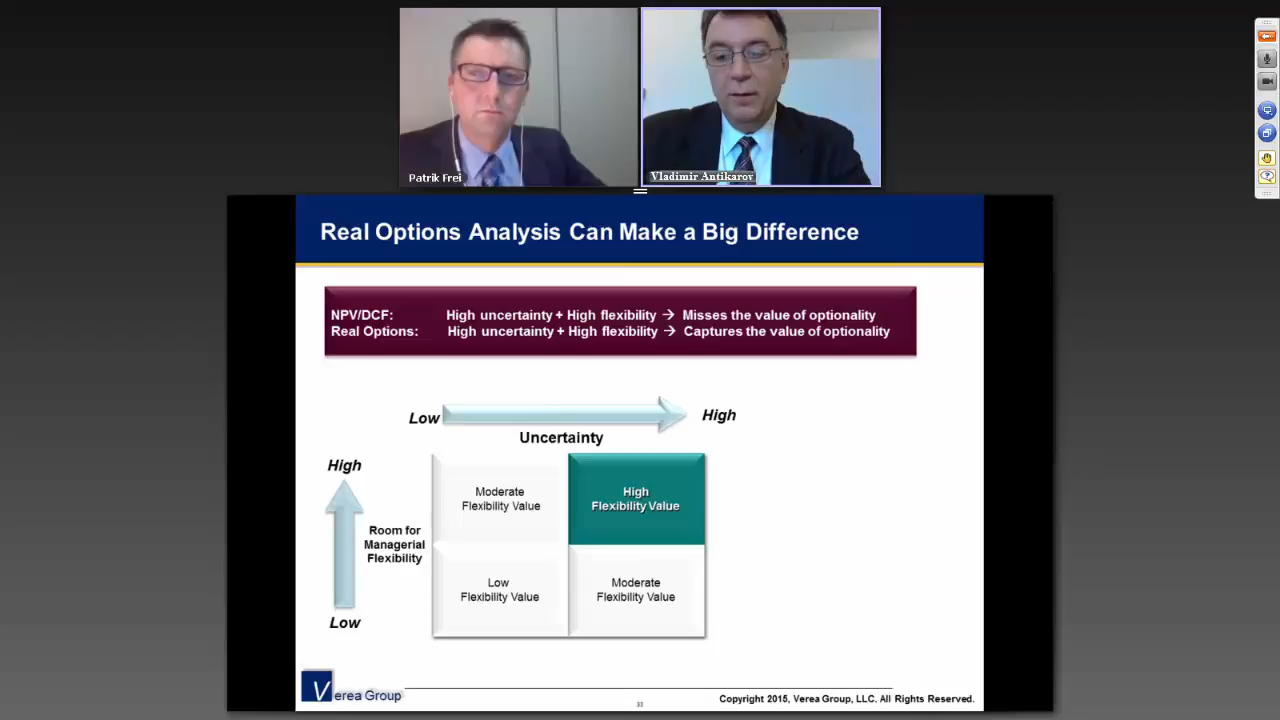 Patrik Frei
Vladimir Antikarov
Real Options Analysis Can Make a Big Difference
NPV/DCF: High uncertainty + High flexibility → Misses the value of optionality
Real Options: High uncertainty + High flexibility → Captures the value of optionality
Low
High
Uncertainty
High
Room for
Managerial
Flexibility
Low
Moderate
Flexibility Value
High
Flexibility Value
Low
Flexibility Value
Moderate
Flexibility Value
Verea Group
33
Copyright 2015, Verea Group, LLC. All Rights Reserved.